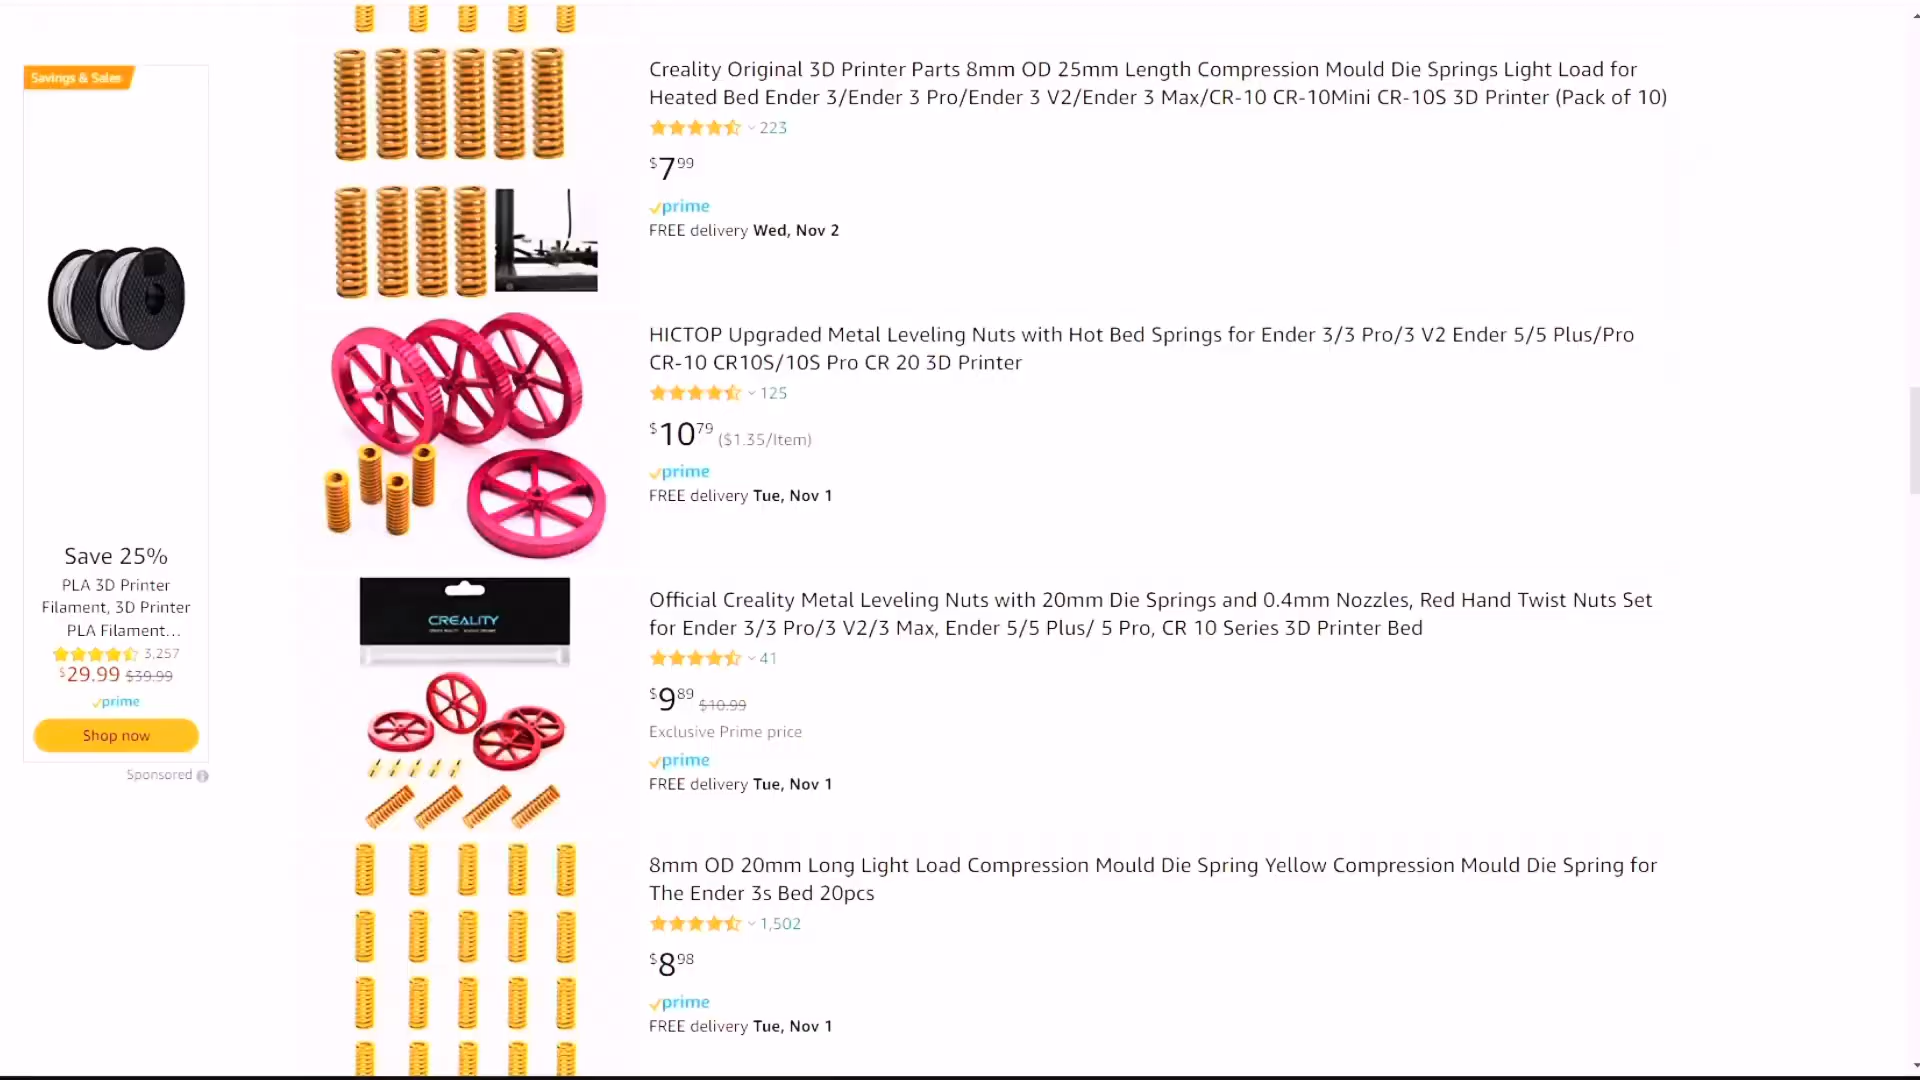 Savings & Sales
Save 25%
PLA 3D Printer
Filament, 3D Printer
PLA Filament...
3,257
$29.99 $39.99
prime
Shop now
Sponsored
Creality Original 3D Printer Parts 8mm OD 25mm Length Compression Mould Die Springs Light Load for
Heated Bed Ender 3/Ender 3 Pro/Ender 3 V2/Ender 3 Max/CR-10 CR-10Mini CR-10S 3D Printer (Pack of 10)
223
$7 99
prime
FREE delivery Wed, Nov 2
HICTOP Upgraded Metal Leveling Nuts with Hot Bed Springs for Ender 3/3 Pro/3 V2 Ender 5/5 Plus/Pro
CR-10 CR10S/10S Pro CR 20 3D Printer
125
$10 79 ($1.35/Item)
prime
FREE delivery Tue, Nov 1
CREALITY
Official Creality Metal Leveling Nuts with 20mm Die Springs and 0.4mm Nozzles, Red Hand Twist Nuts Set
for Ender 3/3 Pro/3 V2/3 Max, Ender 5/5 Plus/ 5 Pro, CR 10 Series 3D Printer Bed
41
$9 89 $10.99
Exclusive Prime price
prime
FREE delivery Tue, Nov 1
8mm OD 20mm Long Light Load Compression Mould Die Spring Yellow Compression Mould Die Spring for
The Ender 3s Bed 20pcs
1,502
$8 98
prime
FREE delivery Tue, Nov 1